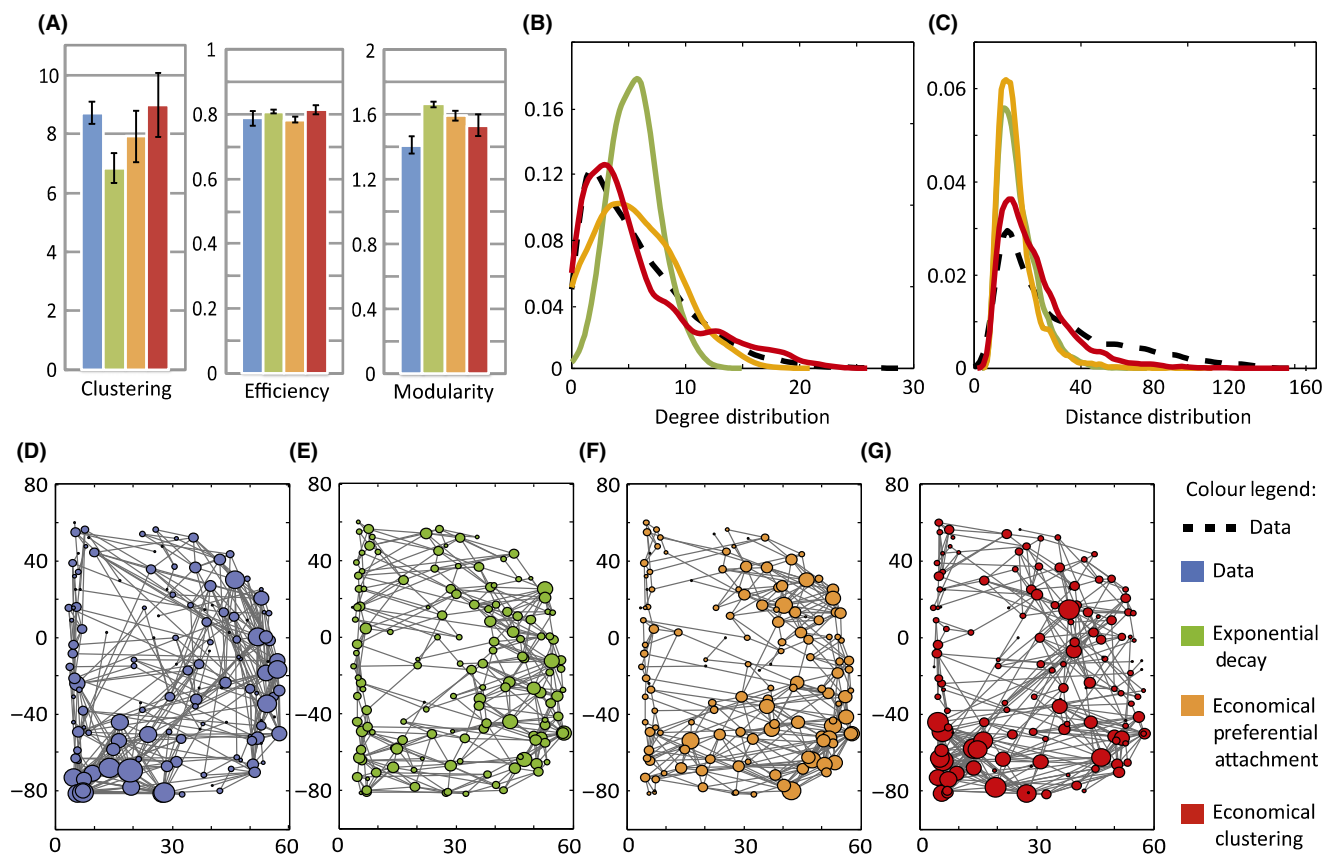 (A)
10
8
6
4
2
0
Clustering
1
0.8
0.6
0.4
0.2
0
Efficiency
2
1.6
1.2
0.8
0.4
0
Modularity
(B)
0.16
0.12
0.08
0.04
0
0 10 20 30
Degree distribution
(C)
0.06
0.04
0.02
0
0 40 80 120 160
Distance distribution
(D)
80
40
0
−40
−80
0 30 60
(E)
80
40
0
−40
−80
0 30 60
(F)
80
40
0
−40
−80
0 30 60
(G)
80
40
0
−40
−80
0 30 60
Colour legend:
Data
Data
Exponential
decay
Economical
preferential
attachment
Economical
clustering